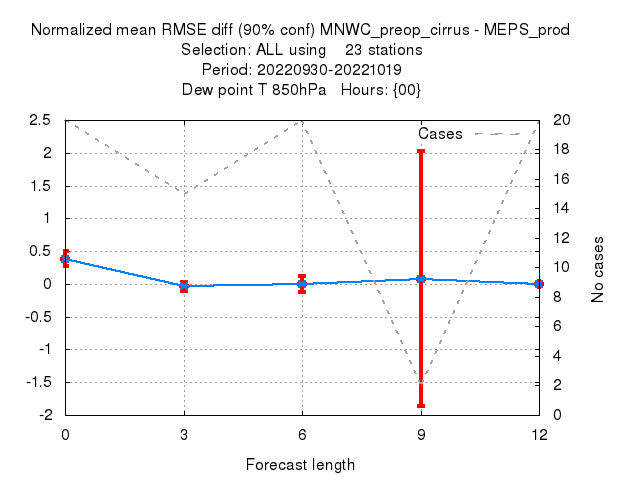 Normalized mean RMSE diff (90% conf) MNWC_preop_cirrus - MEPS_prod
Selection: ALL using 23 stations
Period: 20220930-20221019
Dew point T 850hPa Hours: {00}
Cases
2.5
2
1.5
1
0.5
0
-0.5
-1
-1.5
-2
20
18
16
14
12
10
8
6
4
2
0
No cases
0 3 6 9 12
Forecast length